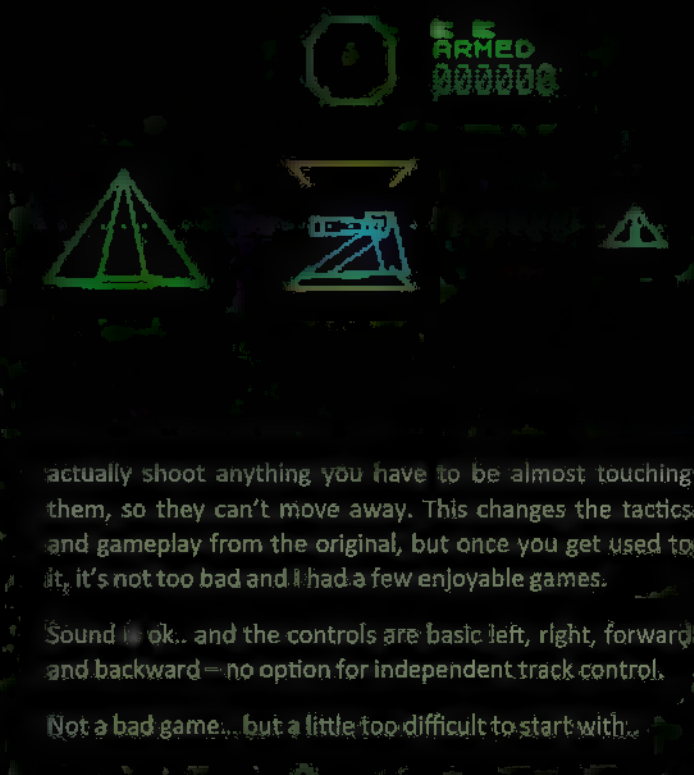 ARMED
000000
actually shoot anything you have to be almost touching
them, so they can't move away. This changes the tactics
and gameplay from the original, but once you get used to
it, it's not too bad and I had a few enjoyable games.
Sound is ok.. and the controls are basic left, right, forward
and backward – no option for independent track control.
Not a bad game... but a little too difficult to start with..